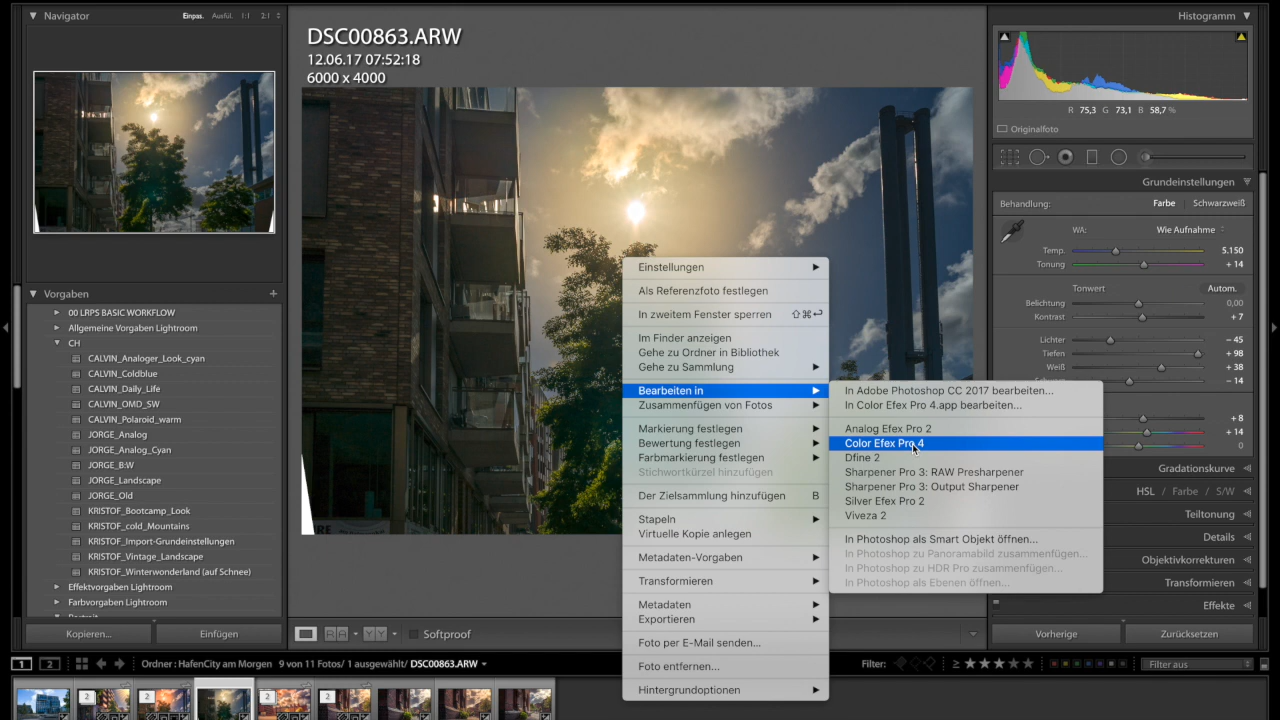 Navigator
Einpas. Ausfül. 1:1 2:1
DSC00863.ARW
12.06.17 07:52:18
6000 x 4000
Histogramm
R 75,3 G 73,1 B 58,7 %
Originalfoto
Grundeinstellungen
Behandlung: Farbe Schwarzweiß
WA: Wie Aufnahme
Temp. 5.150
Tonung + 14
Tonwert Autom.
Belichtung 0,00
Kontrast + 7
Lichter − 45
Tiefen + 98
Weiß + 38
− 14
+ 8
+ 14
0
Gradationskurve
HSL / Farbe / S/W
Teiltonung
Details
Objektivkorrekturen
Transformieren
Effekte
Vorherige
Zurücksetzen
Vorgaben +
00 LRPS BASIC WORKFLOW
Allgemeine Vorgaben Lightroom
CH
CALVIN_Analoger_Look_cyan
CALVIN_Coldblue
CALVIN_Daily_Life
CALVIN_OMD_SW
CALVIN_Polaroid_warm
JORGE_Analog
JORGE_Analog_Cyan
JORGE_B:W
JORGE_Landscape
JORGE_Old
KRISTOF_Bootcamp_Look
KRISTOF_cold_Mountains
KRISTOF_Import-Grundeinstellungen
KRISTOF_Vintage_Landscape
KRISTOF_Winterwonderland (auf Schnee)
Effektvorgaben Lightroom
Farbvorgaben Lightroom
Kopieren...
Einfügen
Einstellungen
Als Referenzfoto festlegen
In zweitem Fenster sperren ⇧⌘↩
Im Finder anzeigen
Gehe zu Ordner in Bibliothek
Gehe zu Sammlung
Bearbeiten in
Zusammenfügen von Fotos
Markierung festlegen
Bewertung festlegen
Farbmarkierung festlegen
Stichwortkürzel hinzufügen
Der Zielsammlung hinzufügen B
Stapeln
Virtuelle Kopie anlegen
Metadaten-Vorgaben
Transformieren
Metadaten
Exportieren
Foto per E-Mail senden...
Foto entfernen...
Hintergrundoptionen
In Adobe Photoshop CC 2017 bearbeiten...
In Color Efex Pro 4.app bearbeiten...
Analog Efex Pro 2
Color Efex Pro 4
Dfine 2
Sharpener Pro 3: RAW Presharpener
Sharpener Pro 3: Output Sharpener
Silver Efex Pro 2
Viveza 2
In Photoshop als Smart Objekt öffnen...
In Photoshop zu Panoramabild zusammenfügen...
In Photoshop zu HDR Pro zusammenfügen...
In Photoshop als Ebenen öffnen...
RA YY Softproof
1 2 Ordner : HafenCity am Morgen 9 von 11 Fotos/ 1 ausgewählt/ DSC00863.ARW
Filter: ≥ ★★★★★ Filter aus
2 2 2 2